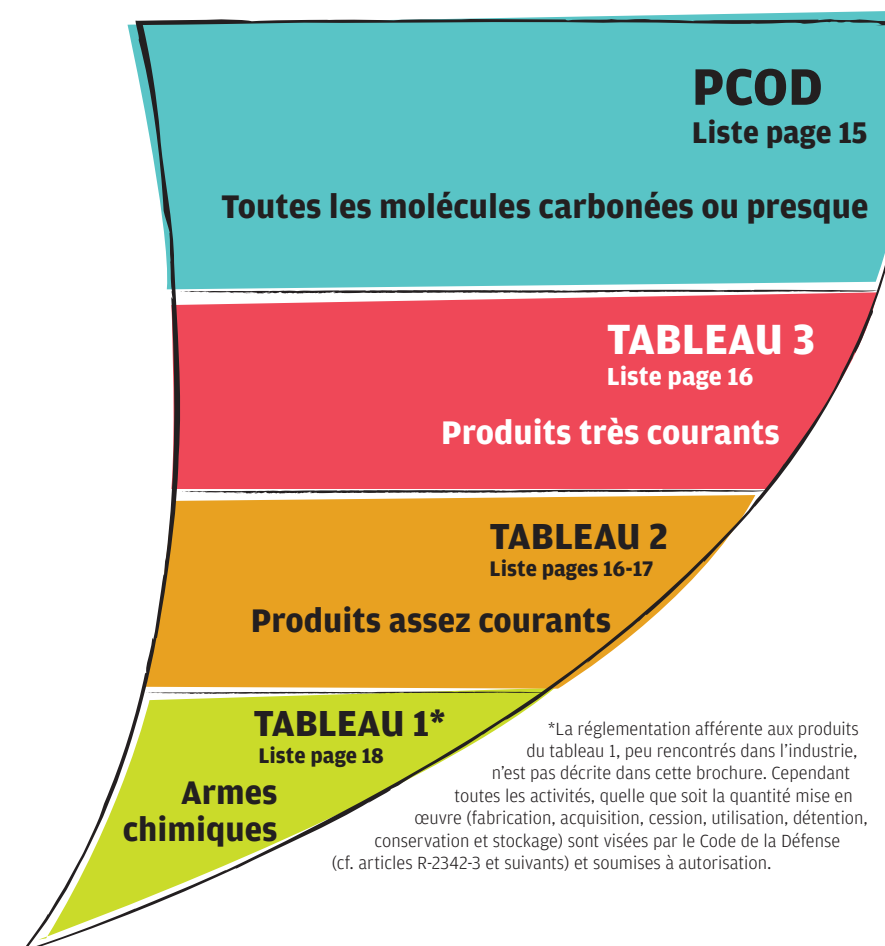 PCOD
Liste page 15
Toutes les molécules carbonées ou presque
TABLEAU 3
Liste page 16
Produits très courants
TABLEAU 2
Liste pages 16-17
Produits assez courants
TABLEAU 1*
Liste page 18
Armes
chimiques
*La réglementation afférente aux produits
du tableau 1, peu rencontrés dans l’industrie,
n’est pas décrite dans cette brochure. Cependant
toutes les activités, quelle que soit la quantité mise en
œuvre (fabrication, acquisition, cession, utilisation, détention,
conservation et stockage) sont visées par le Code de la Défense
(cf. articles R-2342-3 et suivants) et soumises à autorisation.